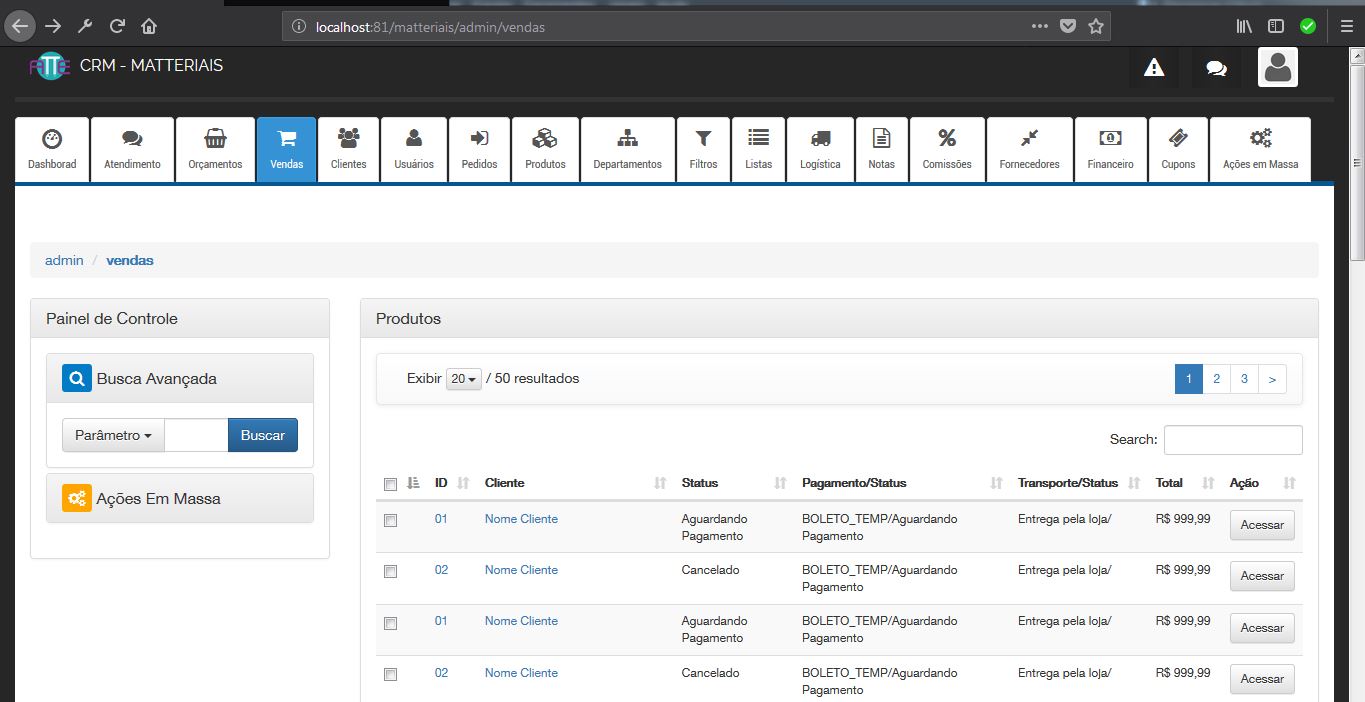 localhost:81/matteriais/admin/vendas
CRM - MATTERIAIS
Dashborad
Atendimento
Orçamentos
Vendas
Clientes
Usuários
Pedidos
Produtos
Departamentos
Filtros
Listas
Logística
Notas
Comissões
Fornecedores
Financeiro
Cupons
Ações em Massa
admin / vendas
Painel de Controle
Busca Avançada
Parâmetro
Buscar
Ações Em Massa
Produtos
Exibir 20 / 50 resultados
1 2 3 >
Search:
ID Cliente Status Pagamento/Status Transporte/Status Total Ação
01 Nome Cliente Aguardando Pagamento BOLETO_TEMP/Aguardando Pagamento Entrega pela loja/ R$ 999,99 Acessar
02 Nome Cliente Cancelado BOLETO_TEMP/Aguardando Pagamento Entrega pela loja/ R$ 999,99 Acessar
01 Nome Cliente Aguardando Pagamento BOLETO_TEMP/Aguardando Pagamento Entrega pela loja/ R$ 999,99 Acessar
02 Nome Cliente Cancelado BOLETO_TEMP/Aguardando Pagamento Entrega pela loja/ R$ 999,99 Acessar